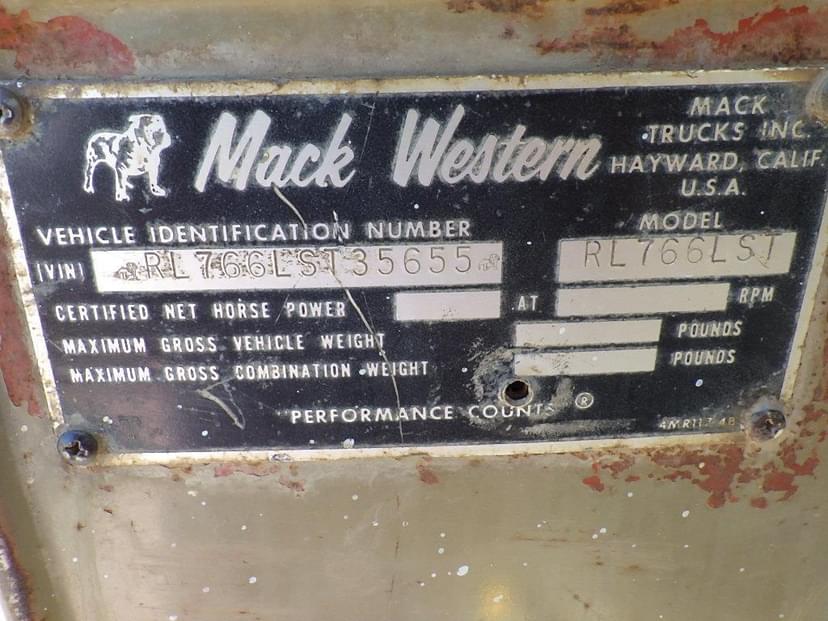 Mack Western
MACK
TRUCKS INC.
HAYWARD, CALIF.
U.S.A.
VEHICLE IDENTIFICATION NUMBER
MODEL
(VIN) RL766LST35655
RL766LST
CERTIFIED NET HORSE POWER AT RPM
MAXIMUM GROSS VEHICLE WEIGHT POUNDS
MAXIMUM GROSS COMBINATION WEIGHT POUNDS
"PERFORMANCE COUNTS ®